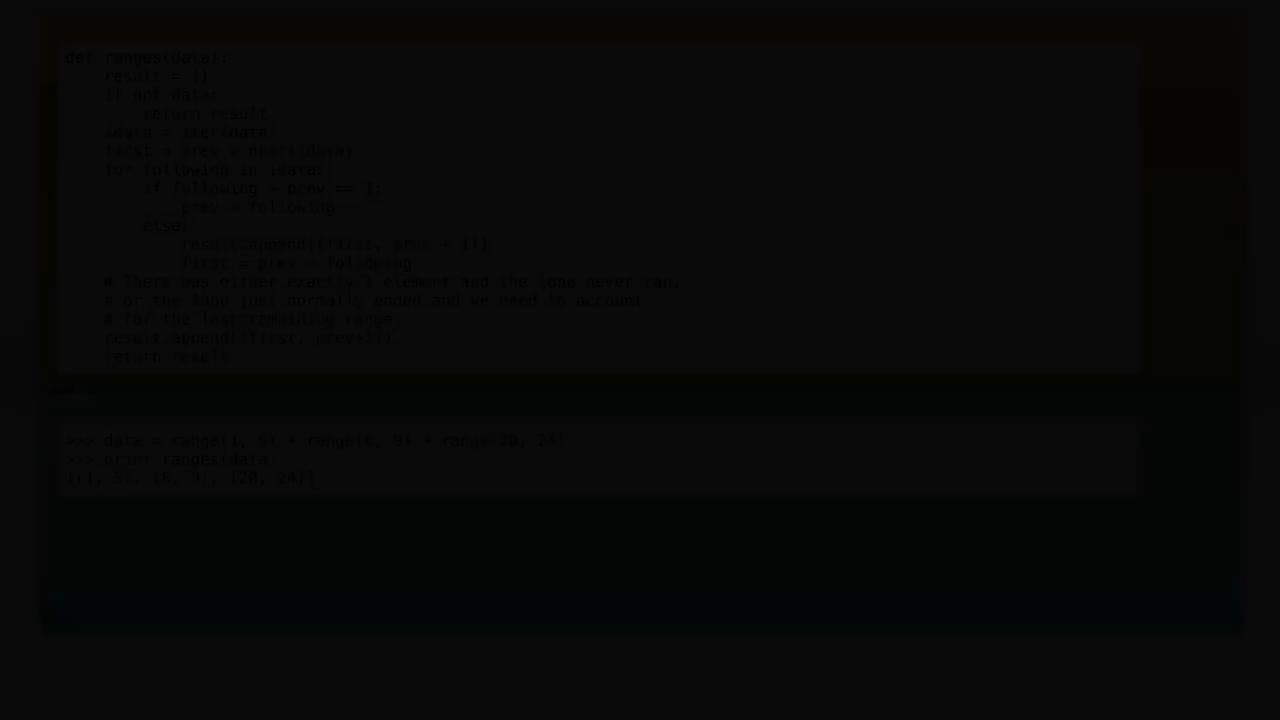 def ranges(data):
    result = []
    if not data:
        return result
    idata = iter(data)
    first = prev = next(idata)
    for following in idata:
        if following - prev == 1:
            prev = following
        else:
            result.append((first, prev + 1))
            first = prev = following
    # There was either exactly 1 element and the loop never ran,
    # or the loop just normally ended and we need to account
    # for the last remaining range.
    result.append((first, prev+1))
    return result
>>> data = range(1, 5) + range(8, 9) + range(20, 24)
>>> print ranges(data)
[(1, 5), (8, 9), (20, 24)]